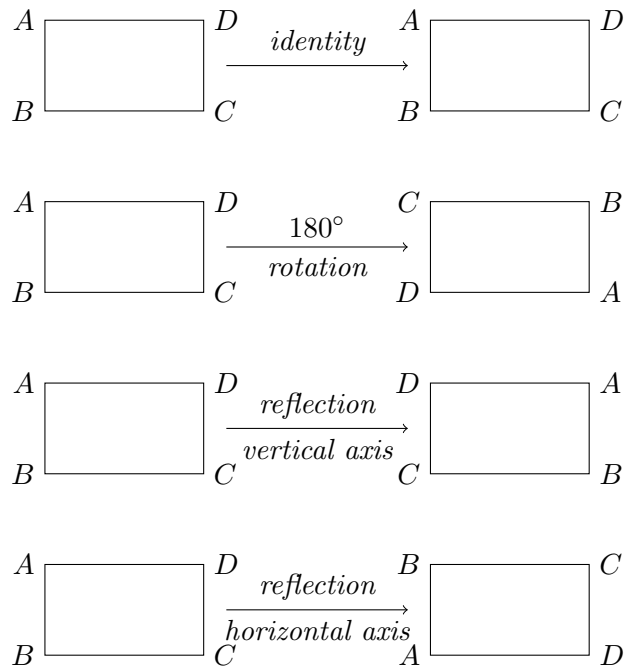 A D A D
identity
B C B C
A D C B
180°
rotation
B C D A
A D D A
reflection
vertical axis
B C C B
A D B C
reflection
horizontal axis
B C A D